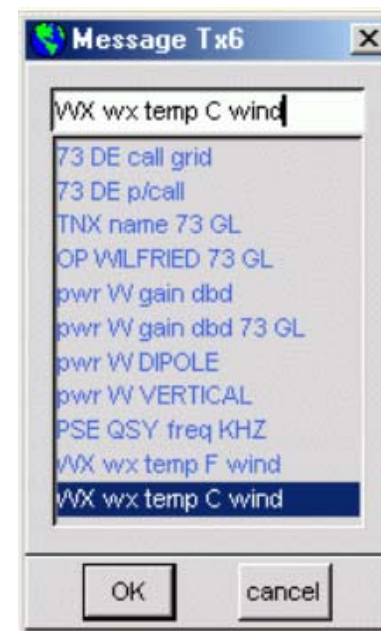 Message Tx6
WX wx temp C wind
73 DE call grid
73 DE p/call
TNX name 73 GL
OP WILFRIED 73 GL
pwr W gain dbd
pwr W gain dbd 73 GL
pwr W DIPOLE
pwr W VERTICAL
PSE QSY freq KHZ
WX wx temp F wind
WX wx temp C wind
OK
cancel